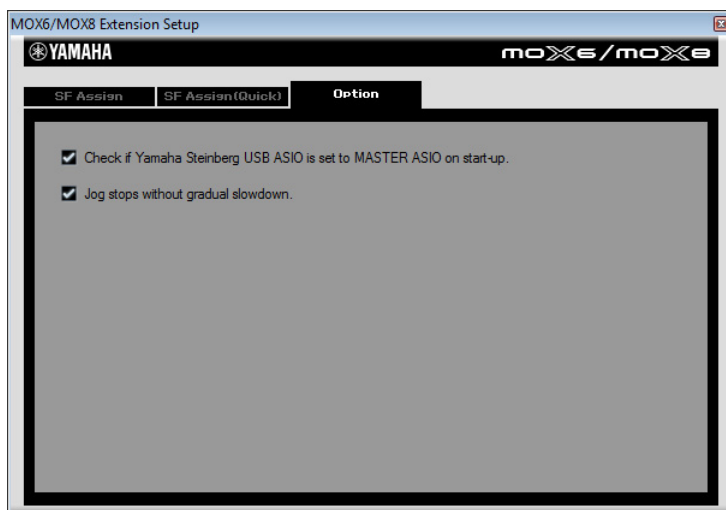 MOX6/MOX8 Extension Setup
YAMAHA
MOX6/MOX8
SF Assign SF Assign(Quick) Option
Check if Yamaha Steinberg USB ASIO is set to MASTER ASIO on start-up.
Jog stops without gradual slowdown.